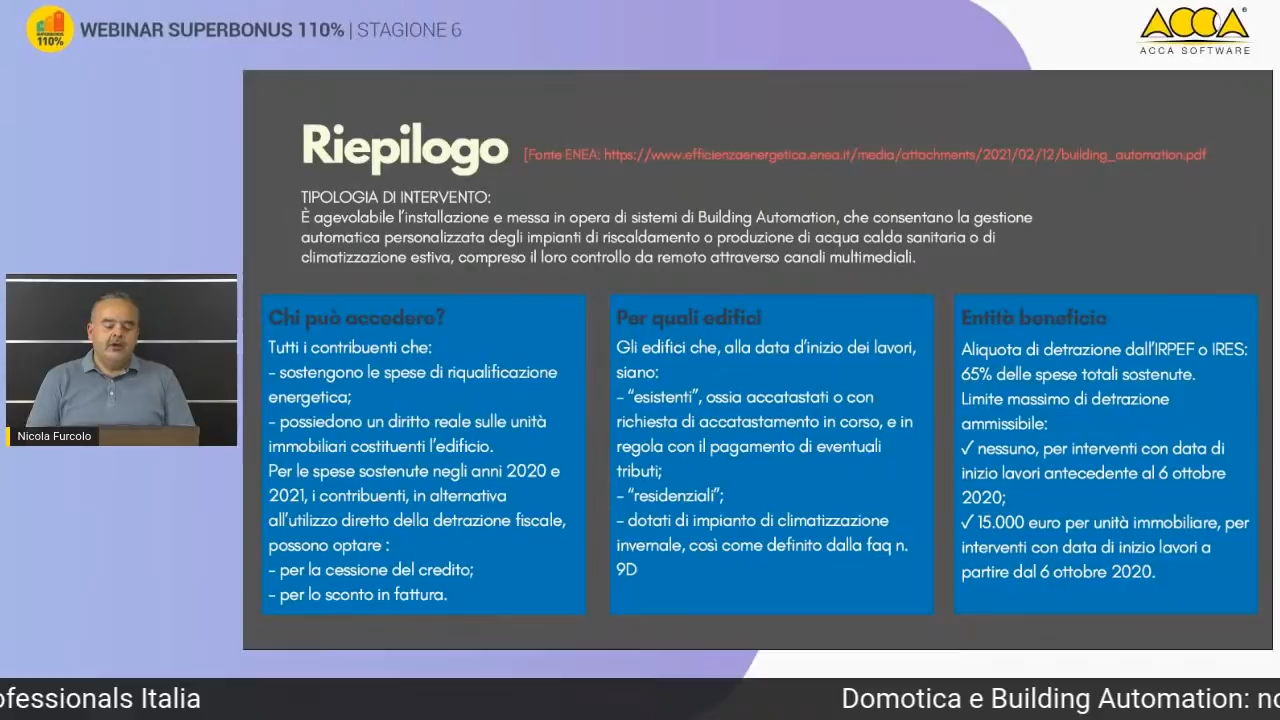 SUPERBONUS
110%
WEBINAR SUPERBONUS 110% | STAGIONE 6
ACCA
ACCA SOFTWARE
Riepilogo
[Fonte ENEA: https://www.efficienzaenergetica.enea.it/media/attachments/2021/02/12/building_automation.pdf
TIPOLOGIA DI INTERVENTO:
È agevolabile l'installazione e messa in opera di sistemi di Building Automation, che consentano la gestione
automatica personalizzata degli impianti di riscaldamento o produzione di acqua calda sanitaria o di
climatizzazione estiva, compreso il loro controllo da remoto attraverso canali multimediali.
Chi può accedere?
Tutti i contribuenti che:
- sostengono le spese di riqualificazione
energetica;
- possiedono un diritto reale sulle unità
immobiliari costituenti l'edificio.
Per le spese sostenute negli anni 2020 e
2021, i contribuenti, in alternativa
all'utilizzo diretto della detrazione fiscale,
possono optare :
- per la cessione del credito;
- per lo sconto in fattura.
Per quali edifici
Gli edifici che, alla data d'inizio dei lavori,
siano:
- "esistenti", ossia accatastati o con
richiesta di accatastamento in corso, e in
regola con il pagamento di eventuali
tributi;
- "residenziali";
- dotati di impianto di climatizzazione
invernale, così come definito dalla faq n.
9D
Entità beneficio
Aliquota di detrazione dall'IRPEF o IRES:
65% delle spese totali sostenute.
Limite massimo di detrazione
ammissibile:
✓ nessuno, per interventi con data di
inizio lavori antecedente al 6 ottobre
2020;
✓ 15.000 euro per unità immobiliare, per
interventi con data di inizio lavori a
partire dal 6 ottobre 2020.
Nicola Furcolo
ofessionals Italia
Domotica e Building Automation: no